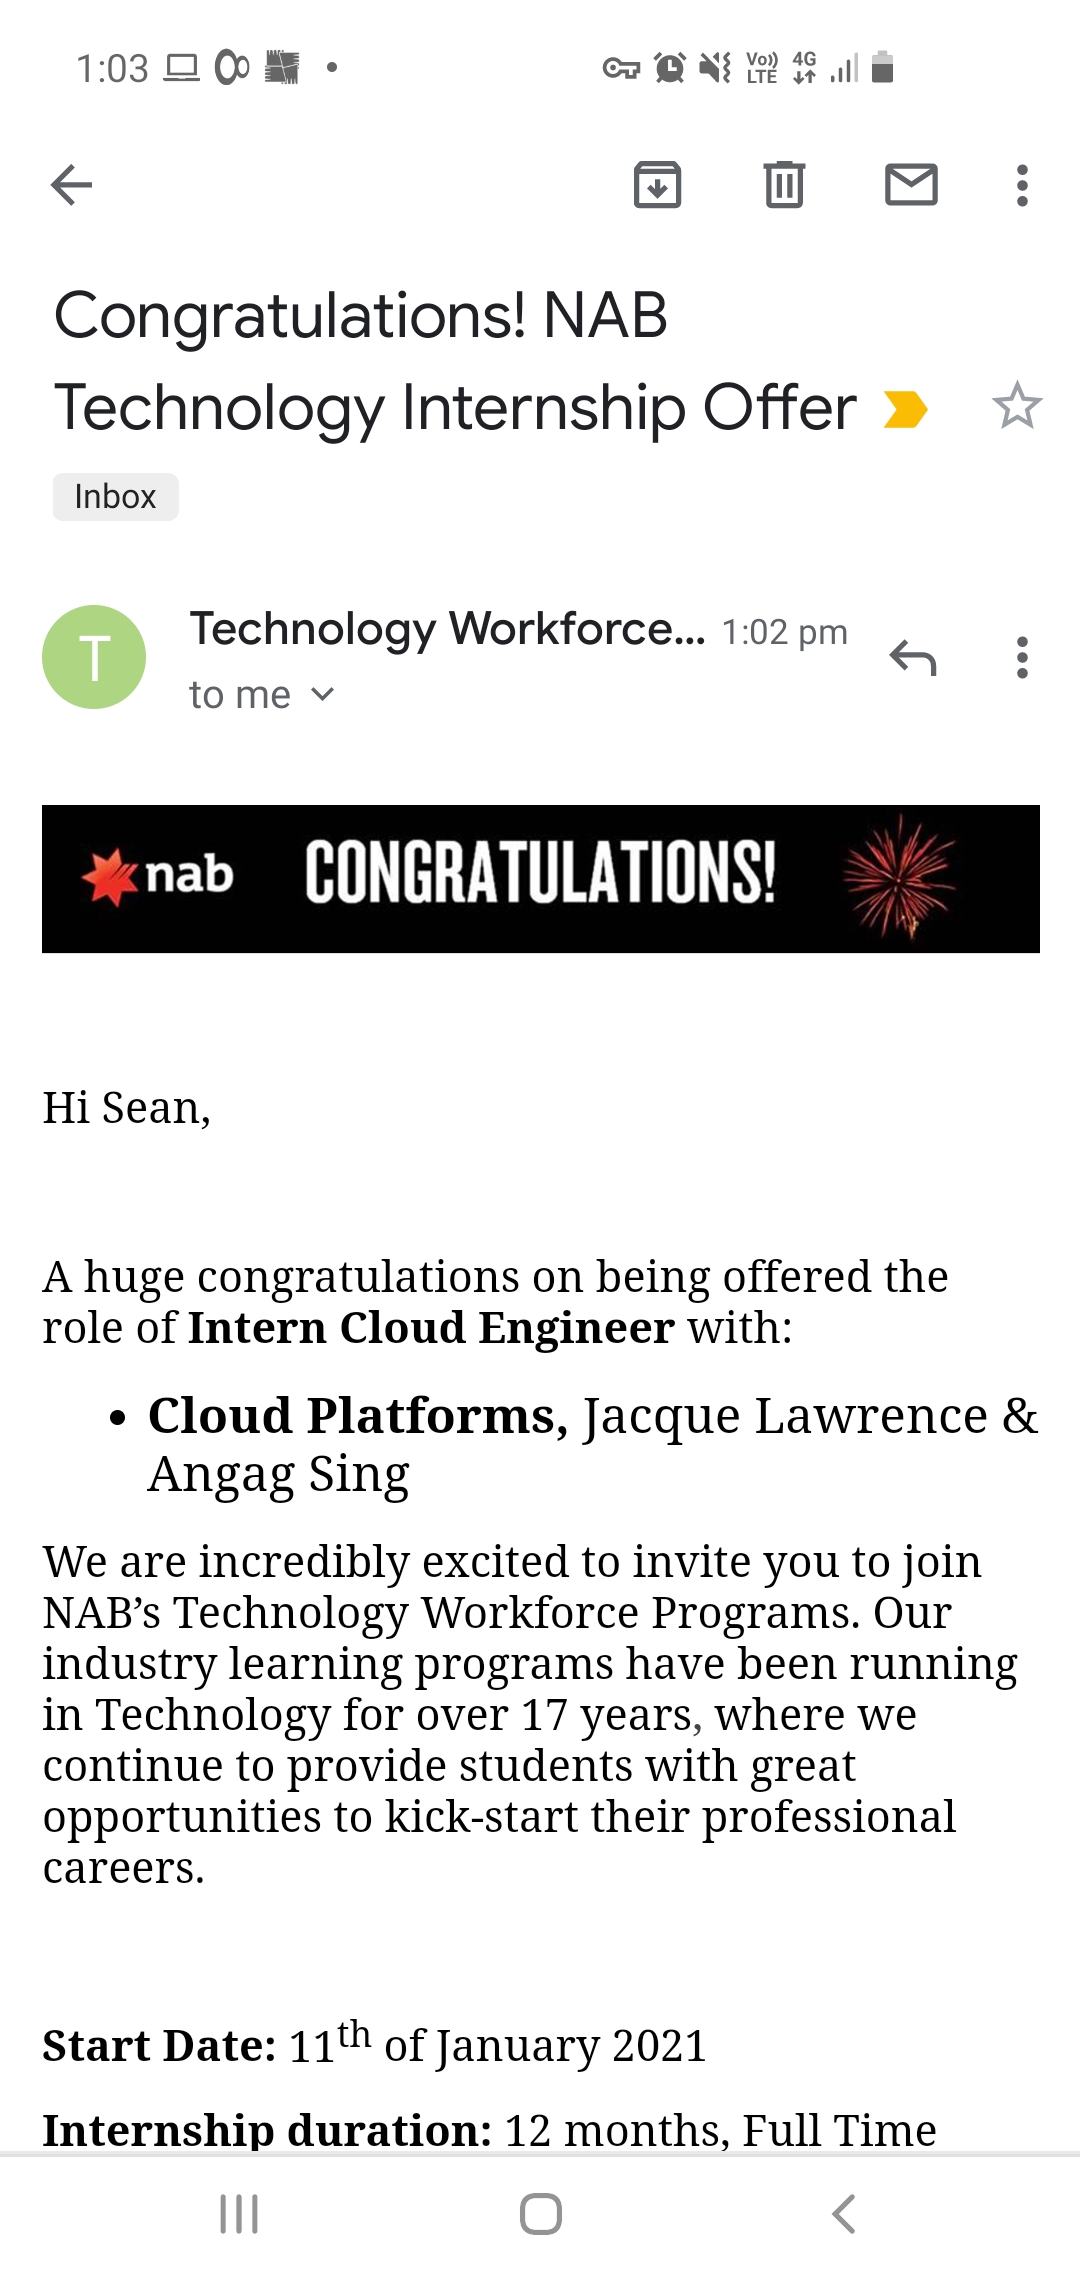 1:03
Vo)) LTE 4G
Congratulations! NAB
Technology Internship Offer
Inbox
T
Technology Workforce... 1:02 pm
to me
nab CONGRATULATIONS!
Hi Sean,
A huge congratulations on being offered the
role of Intern Cloud Engineer with:
• Cloud Platforms, Jacque Lawrence &
Angag Sing
We are incredibly excited to invite you to join
NAB’s Technology Workforce Programs. Our
industry learning programs have been running
in Technology for over 17 years, where we
continue to provide students with great
opportunities to kick-start their professional
careers.
Start Date: 11th of January 2021
Internship duration: 12 months, Full Time